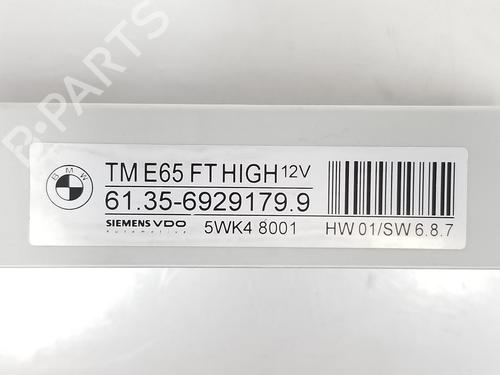 BMW
TM E65 FT HIGH 12V
61.35-6929179.9
SIEMENS VDO
Automotive
5WK4 8001
HW 01/SW 6.8.7
B-PARTS